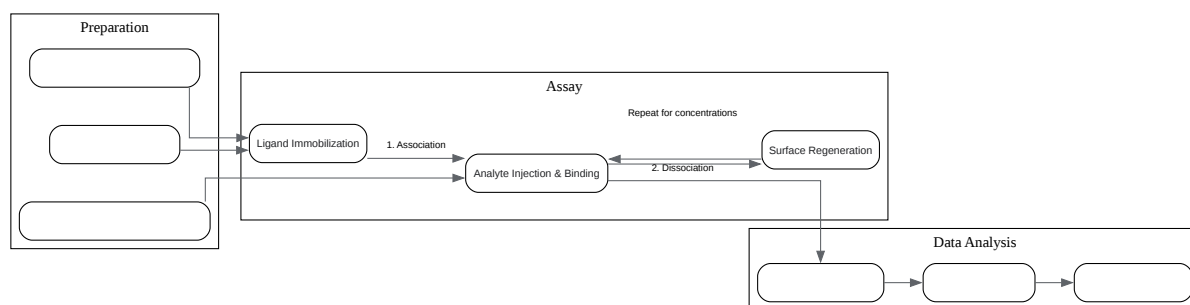 Preparation
Assay
Repeat for concentrations
Ligand Immobilization
1. Association
Surface Regeneration
2. Dissociation
Analyte Injection & Binding
Data Analysis